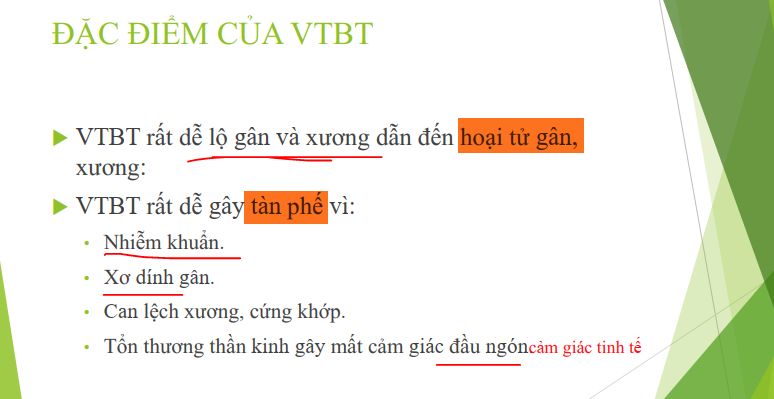 ĐẶC ĐIỂM CỦA VTBT
VTBT rất dễ lộ gân và xương dẫn đến hoại tử gân,
xương:
VTBT rất dễ gây tàn phế vì:
Nhiễm khuẩn.
Xơ dính gân.
Can lệch xương, cứng khớp.
Tổn thương thần kinh gây mất cảm giác đầu ngón.cảm giác tinh tế